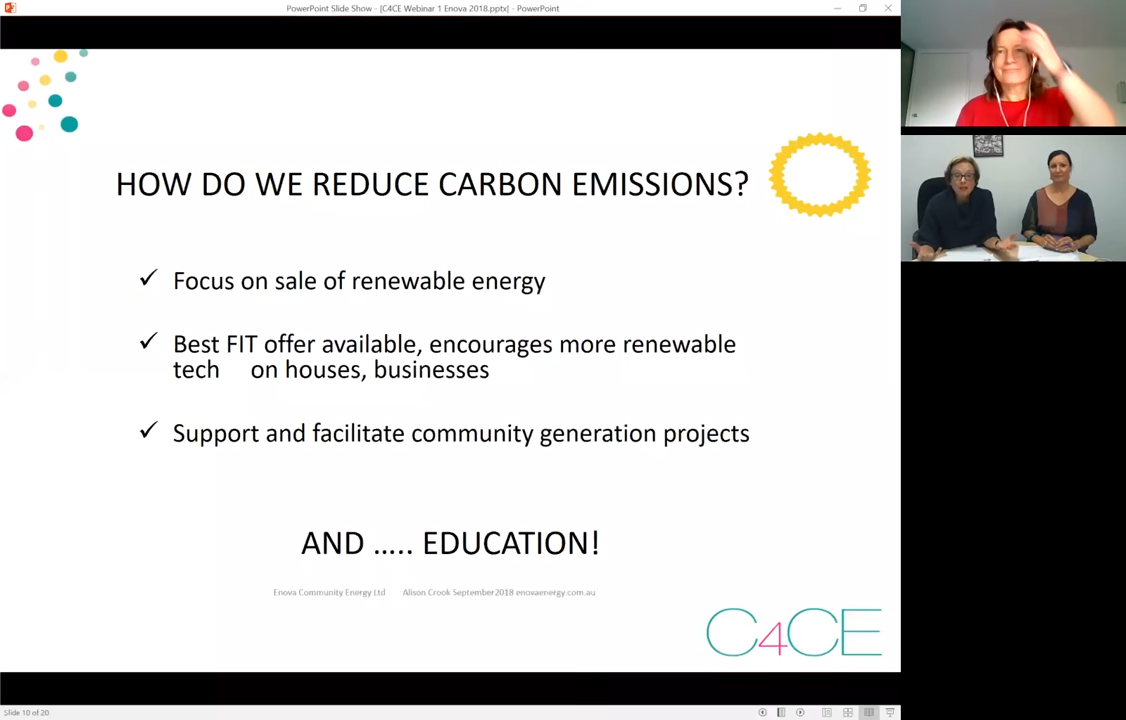 PowerPoint Slide Show - [C4CE Webinar 1 Enova 2018.pptx] - PowerPoint
HOW DO WE REDUCE CARBON EMISSIONS?
✓ Focus on sale of renewable energy
✓ Best FIT offer available, encourages more renewable
tech on houses, businesses
✓ Support and facilitate community generation projects
AND ..... EDUCATION!
Enova Community Energy Ltd Alison Crook September2018 enovaenergy.com.au
C4CE
Slide 10 of 20